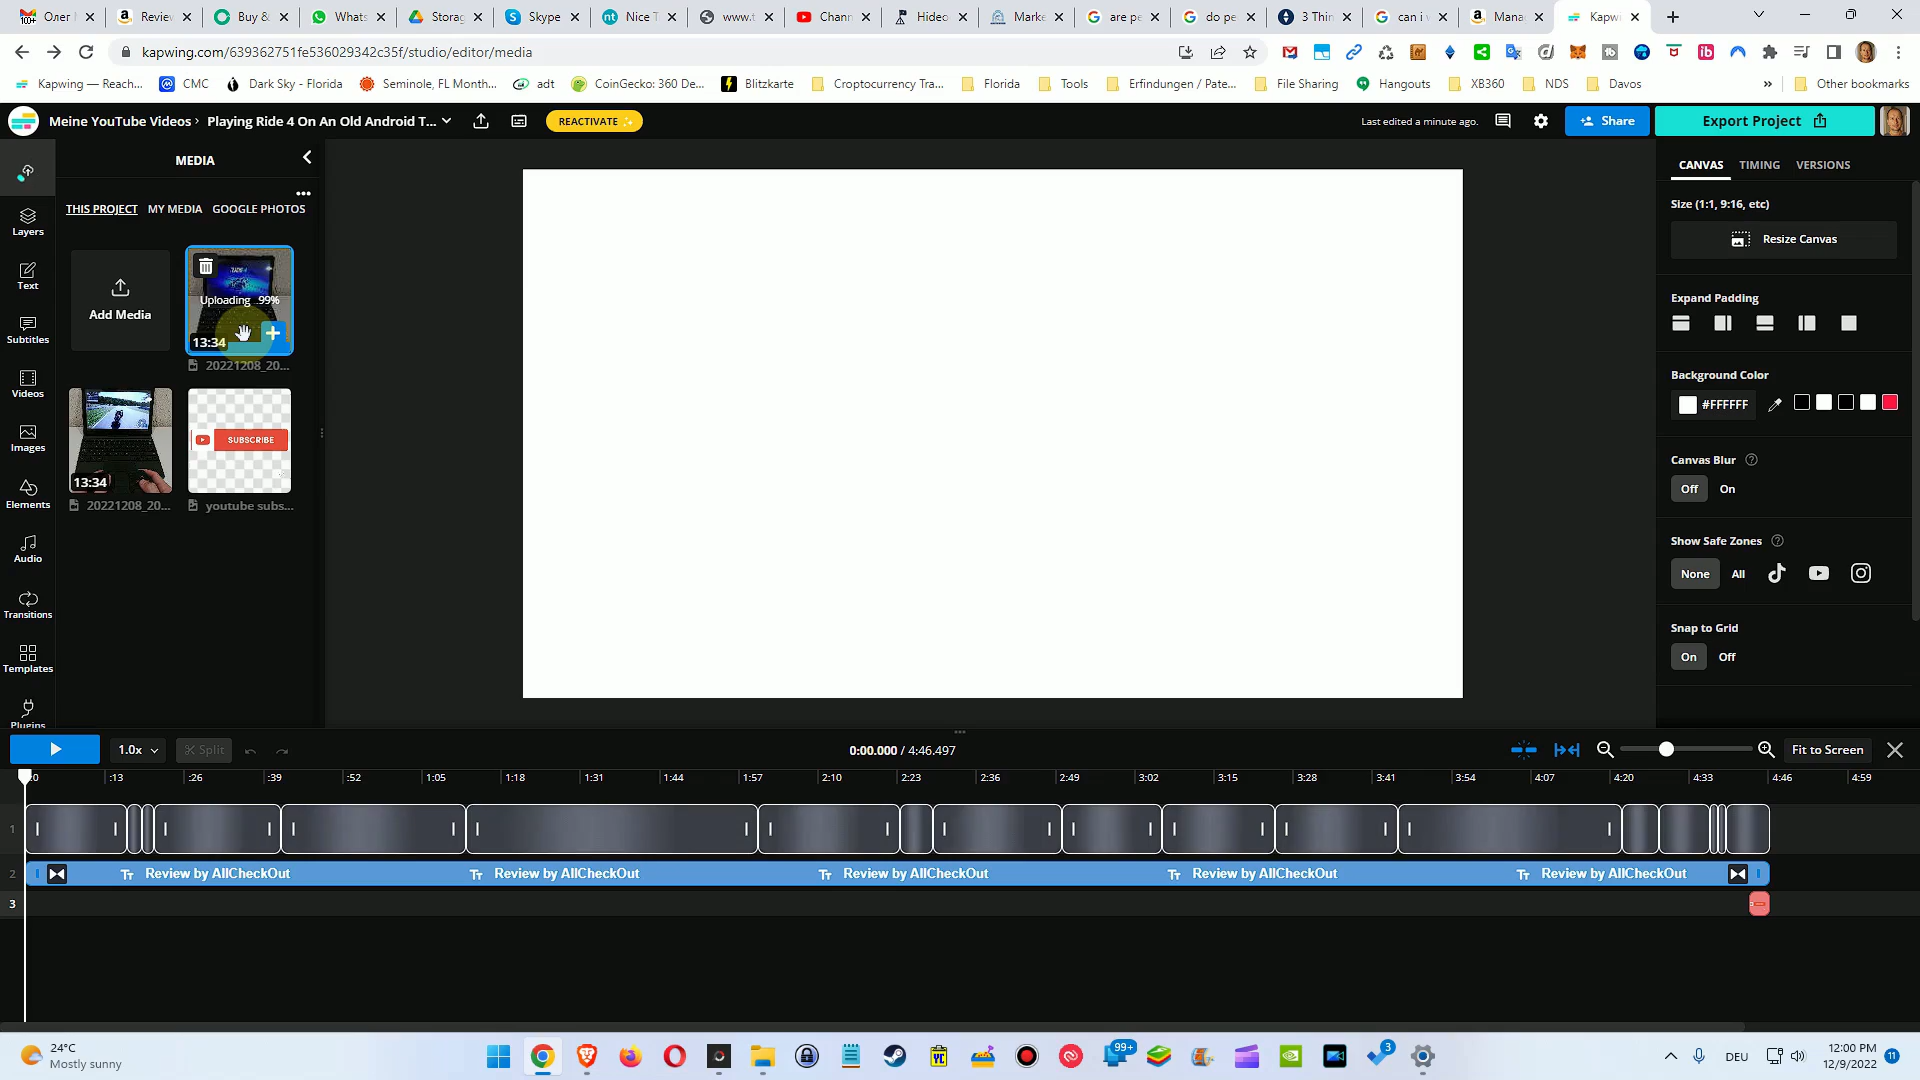 Олег
Review
Buy &
Whats
Storag
Skype
Nice T
www.t
Chann
Hidec
Marke
are pe
do pe
3 Thin
can i v
Mana
Kapw
kapwing.com/639362751fe536029342c35f/studio/editor/media
Kapwing — Reach...
CMC
Dark Sky - Florida
Seminole, FL Month...
adt
CoinGecko: 360 De...
Blitzkarte
Croptocurrency Tra...
Florida
Tools
Erfindungen / Pate...
File Sharing
Hangouts
XB360
NDS
Davos
»
Other bookmarks
Meine YouTube Videos ›
Playing Ride 4 On An Old Android T...
REACTIVATE
Last edited a minute ago.
Share
Export Project
MEDIA
THIS PROJECT
MY MEDIA
GOOGLE PHOTOS
Add Media
Uploading ..99%
13:34
20221208_20...
13:34
SUBSCRIBE
20221208_20...
youtube subs...
Layers
Text
Subtitles
Videos
Images
Elements
Audio
Transitions
Templates
Plugins
CANVAS
TIMING
VERSIONS
Size (1:1, 9:16, etc)
Resize Canvas
Expand Padding
Background Color
#FFFFFF
Canvas Blur
Off
On
Show Safe Zones
None
All
Snap to Grid
On
Off
1.0x
Split
0:00.000 / 4:46.497
Fit to Screen
:0 :13 :26 :39 :52 1:05 1:18 1:31 1:44 1:57 2:10 2:23 2:36 2:49 3:02 3:15 3:28 3:41 3:54 4:07 4:20 4:33 4:46 4:59
1
2
Review by AllCheckOut
Review by AllCheckOut
Review by AllCheckOut
Review by AllCheckOut
Review by AllCheckOut
3
24°C
Mostly sunny
99+
3
DEU
12:00 PM
12/9/2022
11